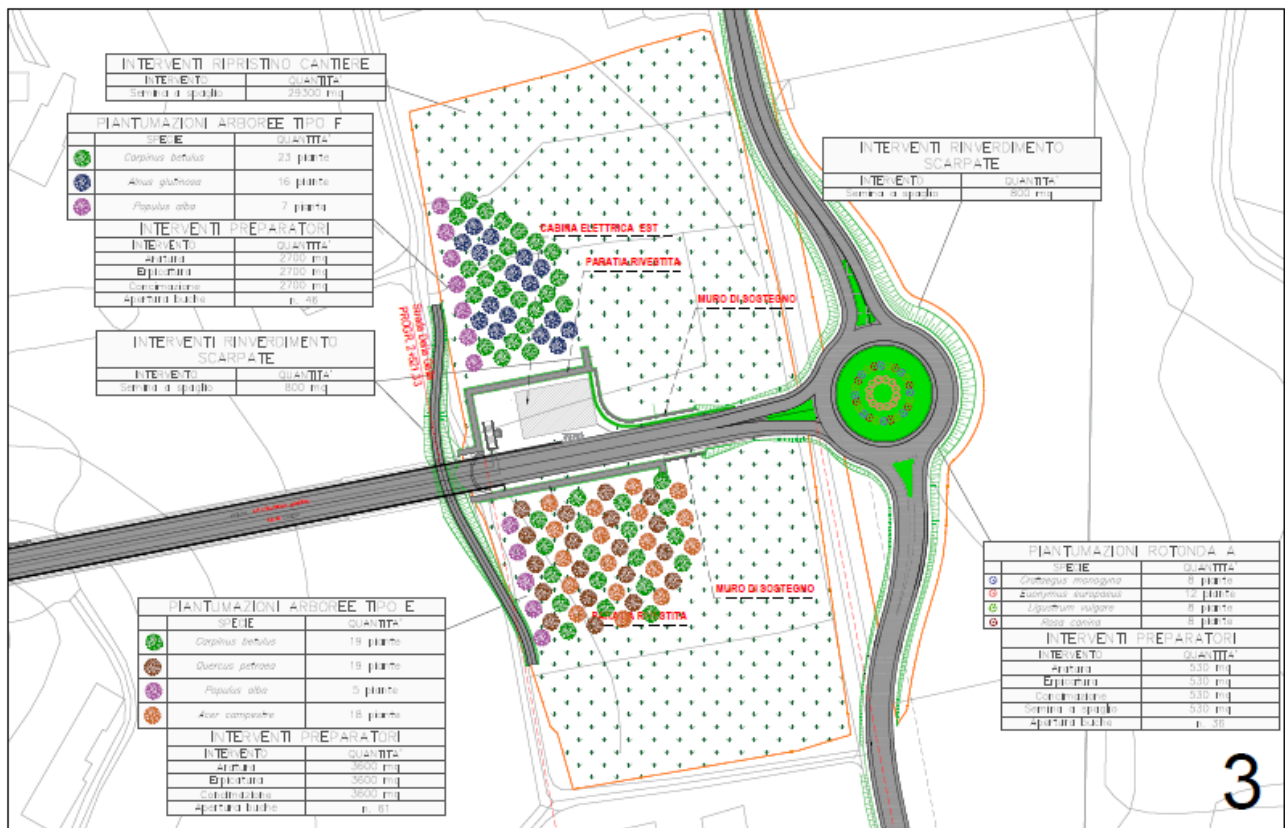 INTERVENTI RIPRISTINO CANTIERE
INTERVENTO QUANTITA'
Semina a spaglio 29300 mq
PIANTUMAZIONI ARBOREE TIPO F
SPECIE QUANTITA'
Carpinus betulus 23 piante
Alnus glutinosa 16 piante
Populus alba 7 pianta
INTERVENTI PREPARATORI
INTERVENTO QUANTITA'
Aratura 2700 mq
Erpicatura 2700 mq
Concimazione 2700 mq
Apertura buche n. 46
INTERVENTI RINVERDIMENTO
SCARPATE
INTERVENTO QUANTITA'
Semina a spaglio 800 mq
INTERVENTI RINVERDIMENTO
SCARPATE
INTERVENTO QUANTITA'
Semina a spaglio 800 mq
CABINA ELETTRICA EST
PARATIA RIVESTITA
MURO DI SOSTEGNO
MURO DI SOSTEGNO
PARATIA RIVESTITA
PIANTUMAZIONI ARBOREE TIPO E
SPECIE QUANTITA'
Carpinus betulus 19 piante
Quercus petraea 19 piante
Populus alba 5 piante
Acer campestre 18 piante
INTERVENTI PREPARATORI
INTERVENTO QUANTITA'
Aratura 3600 mq
Erpicatura 3600 mq
Concimazione 3600 mq
Apertura buche n. 61
PIANTUMAZIONI ROTONDA A
SPECIE QUANTITA'
Crataegus monogyna 8 piante
Euonymus europaeus 12 piante
Ligustrum vulgare 8 piante
Rosa canina 8 piante
INTERVENTI PREPARATORI
INTERVENTO QUANTITA'
Aratura 530 mq
Erpicatura 530 mq
Concimazione 530 mq
Semina a spaglio 530 mq
Apertura buche n. 36
3